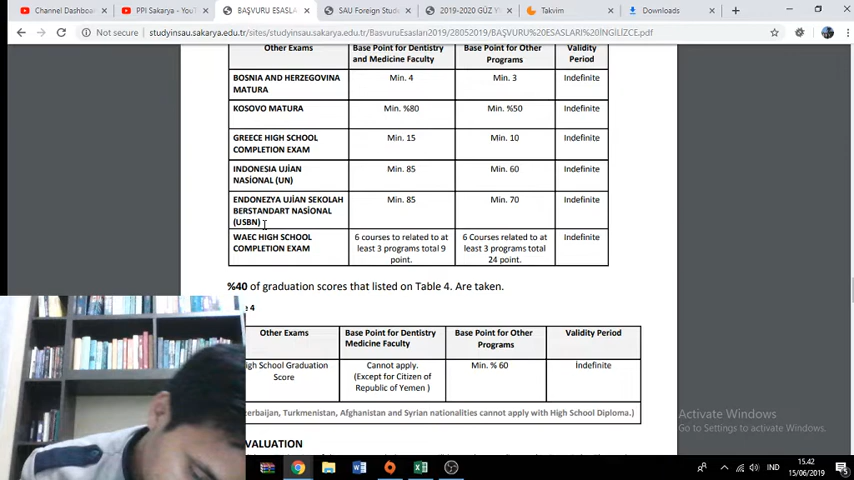 Channel Dashboa
PPI Sakarya - YouT
BAŞVURU ESASLA
SAU Foreign Stude
2019-2020 GÜZ Y
Takvim
Downloads
Not secure
studyinsau.sakarya.edu.tr/sites/studyinsau.sakarya.edu.tr/BasvuruEsaslari2019/28052019/BAŞVURU%20ESASLARI%20İNGİLİZCE.pdf
Other Exams
Base Point for Dentistry
and Medicine Faculty
Base Point for Other
Programs
Validity
Period
BOSNIA AND HERZEGOVINA
MATURA
Min. 4
Min. 3
Indefinite
KOSOVO MATURA
Min. %80
Min. %50
Indefinite
GREECE HIGH SCHOOL
COMPLETION EXAM
Min. 15
Min. 10
Indefinite
INDONESIA UJİAN
NASİONAL (UN)
Min. 85
Min. 60
Indefinite
ENDONEZYA UJİAN SEKOLAH
BERSTANDART NASİONAL
(USBN)
Min. 85
Min. 70
Indefinite
WAEC HIGH SCHOOL
COMPLETION EXAM
6 courses to related to at
least 3 programs total 9
point.
6 Courses to related to at
least 3 programs total
24 point.
Indefinite
%40 of graduation scores that listed on Table 4. Are taken.
e 4
Other Exams
Base Point for Dentistry
Medicine Faculty
Base Point for Other
Programs
Validity Period
igh School Graduation
Score
Cannot apply.
(Except for Citizen of
Republic of Yemen )
Min. % 60
İndefinite
zerbaijan, Turkmenistan, Afghanistan and Syrian nationalities cannot apply with High School Diploma.)
EVALUATION
Activate Windows
Go to Settings to activate Windows.
IND
15.42
15/06/2019